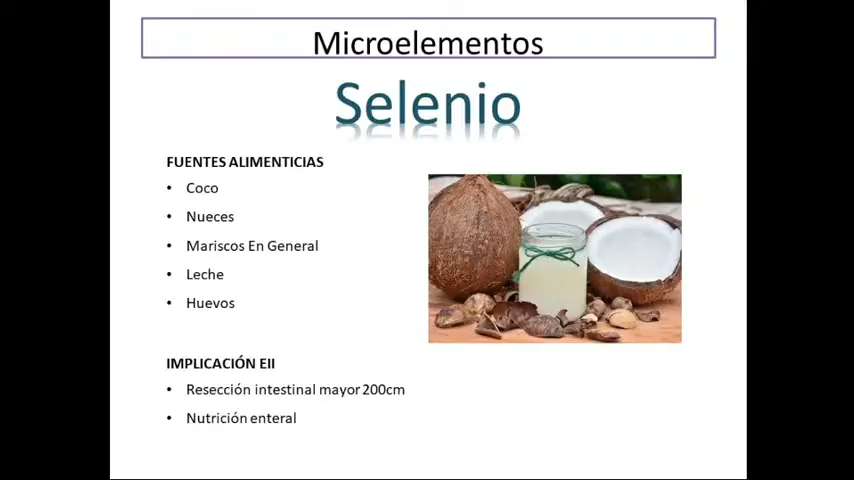 Microelementos
Selenio
FUENTES ALIMENTICIAS
• Coco
• Nueces
• Mariscos En General
• Leche
• Huevos
IMPLICACIÓN EII
• Resección intestinal mayor 200cm
• Nutrición enteral